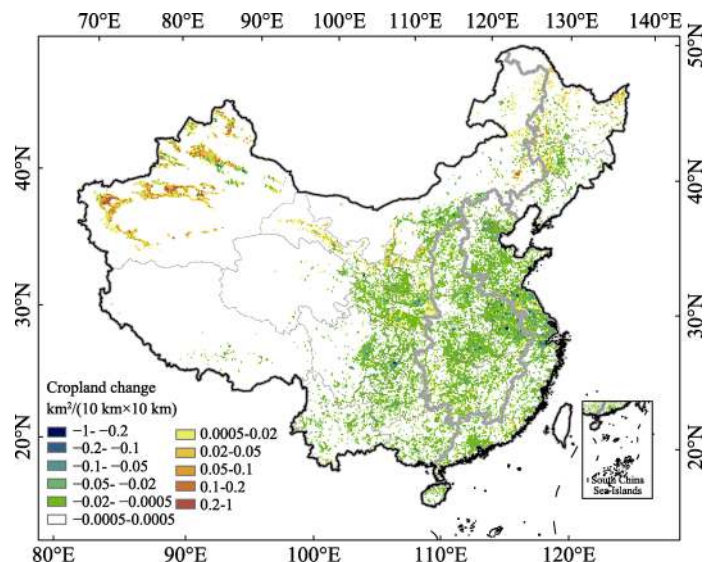 70°E 80°E 90°E 100°E 110°E 120°E 130°E 140°E
50°N
40°N 40°N
30°N 30°N
20°N 20°N
Cropland change
km²/(10 km×10 km)
−1- −0.2
−0.2- −0.1
−0.1- −0.05
−0.05- −0.02
−0.02- −0.0005
−0.0005-0.0005
0.0005-0.02
0.02-0.05
0.05-0.1
0.1-0.2
0.2-1
South China
Sea-Islands
80°E 90°E 100°E 110°E 120°E